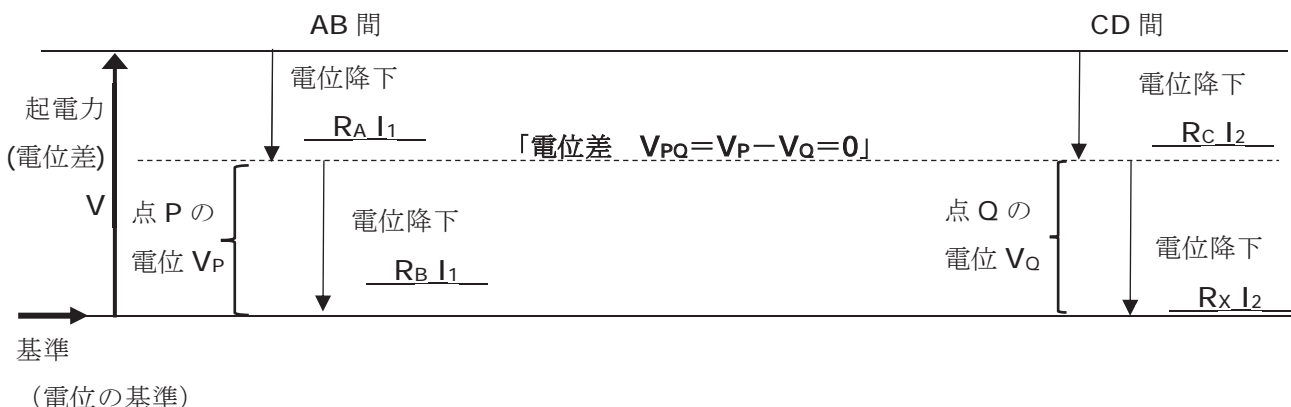 AB 間
CD 間
電位降下
電位降下
起電力
(電位差)
V
RA I1
「電位差　VPQ＝VP－VQ＝0」
RC I2
点 P の
電位 VP
電位降下
RB I1
点 Q の
電位 VQ
電位降下
RX I2
基準
（電位の基準）